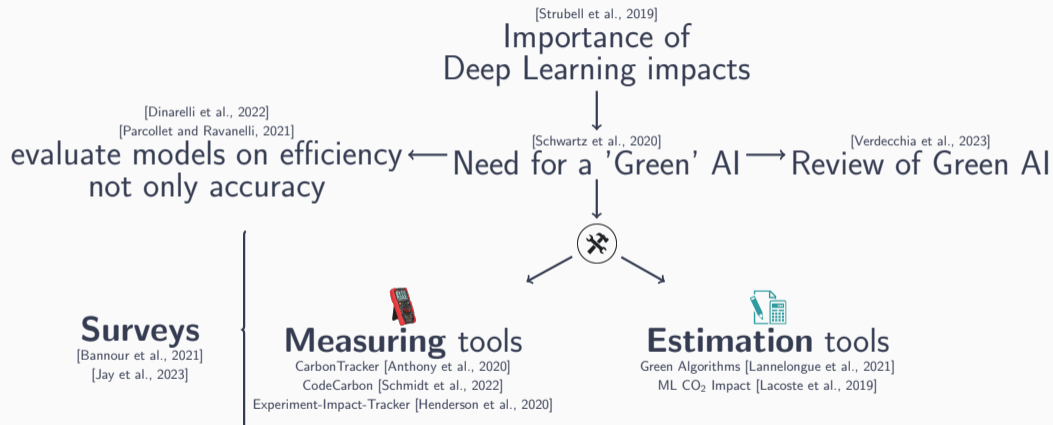 [Strubell et al., 2019]
Importance of
Deep Learning impacts
[Dinarelli et al., 2022]
[Parcollet and Ravanelli, 2021]
evaluate models on efficiency
not only accuracy
[Schwartz et al., 2020]
Need for a 'Green' AI
[Verdecchia et al., 2023]
Review of Green AI
Surveys
[Bannour et al., 2021]
[Jay et al., 2023]
Measuring tools
CarbonTracker [Anthony et al., 2020]
CodeCarbon [Schmidt et al., 2022]
Experiment-Impact-Tracker [Henderson et al., 2020]
Estimation tools
Green Algorithms [Lannelongue et al., 2021]
ML CO₂ Impact [Lacoste et al., 2019]